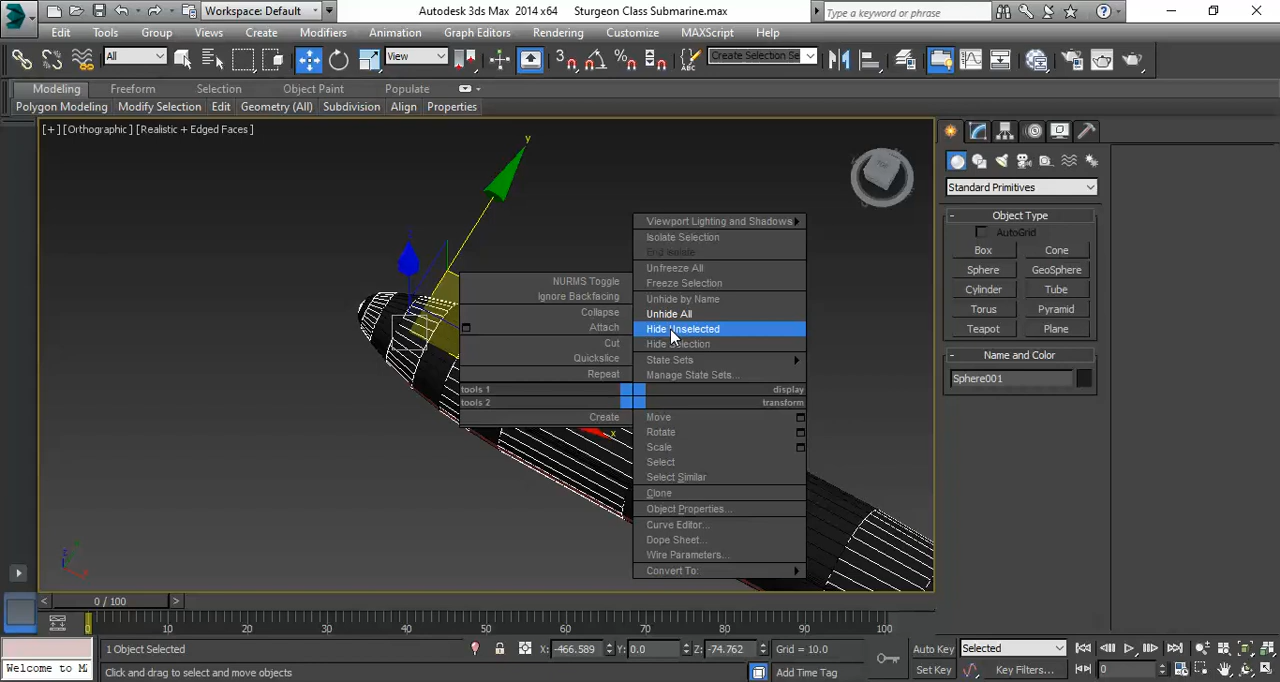 Workspace: Default
Autodesk 3ds Max 2014 x64 Sturgeon Class Submarine.max
Type a keyword or phrase
Edit Tools Group Views Create Modifiers Animation Graph Editors Rendering Customize MAXScript Help
All View Create Selection Se
Modeling Freeform Selection Object Paint Populate
Polygon Modeling Modify Selection Edit Geometry (All) Subdivision Align Properties
[+] [Orthographic] [Realistic + Edged Faces]
y
x
Viewport Lighting and Shadows
Isolate Selection
End Isolate
Unfreeze All
Freeze Selection
Unhide by Name
Unhide All
Hide Unselected
Hide Selection
State Sets
Manage State Sets...
NURMS Toggle
Ignore Backfacing
Collapse
Attach
Cut
Quickslice
Repeat
tools 1 display
tools 2 transform
Create
Move
Rotate
Scale
Select
Select Similar
Clone
Object Properties...
Curve Editor...
Dope Sheet...
Wire Parameters...
Convert To:
Standard Primitives
- Object Type
AutoGrid
Box Cone
Sphere GeoSphere
Cylinder Tube
Torus Pyramid
Teapot Plane
- Name and Color
Sphere001
< 0 / 100 >
0 10 20 30 40 50 60 70 80 90 100
Welcome to M
1 Object Selected
X: -466.589 Y: 0.0 Z: -74.762 Grid = 10.0
Click and drag to select and move objects
Add Time Tag
Auto Key Selected
Set Key Key Filters... 0